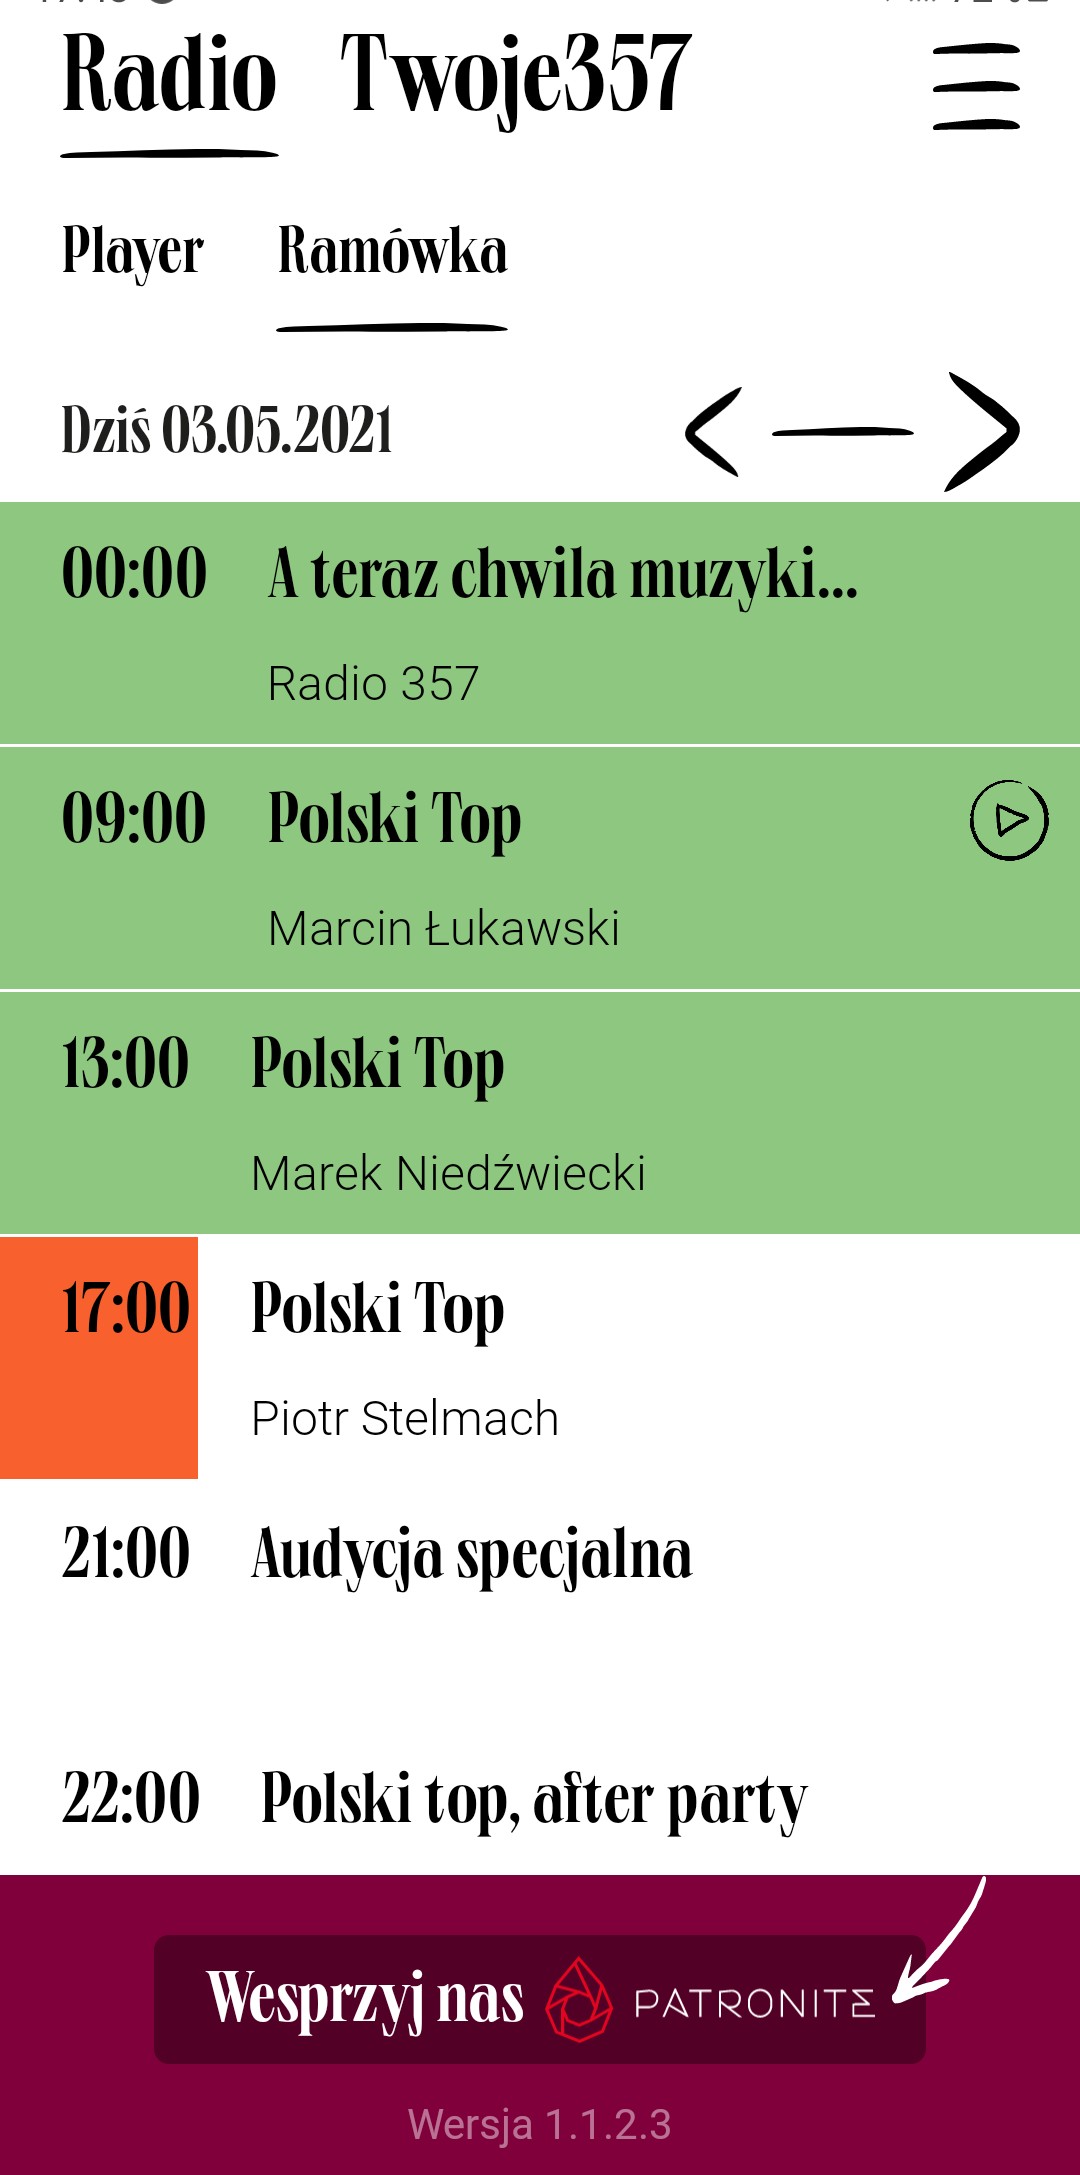 Radio Twoje357
Player Ramówka
Dziś 03.05.2021
00:00 A teraz chwila muzyki...
Radio 357
09:00 Polski Top
Marcin Łukawski
13:00 Polski Top
Marek Niedźwiecki
17:00 Polski Top
Piotr Stelmach
21:00 Audycja specjalna
22:00 Polski top, after party
Wesprzyj nas PATRONITE
Wersja 1.1.2.3